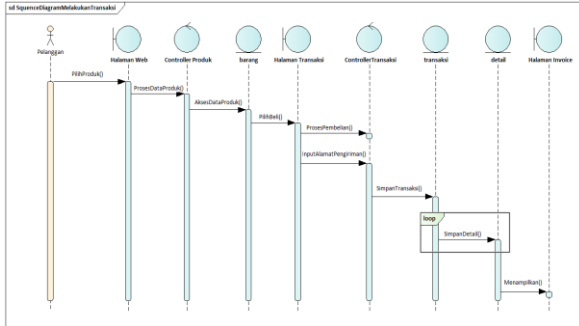 sd SquenceDiagramMelakukanTransaksi
Pelanggan
Halaman Web
Controller Produk
barang
Halaman Transaksi
ControllerTransaksi
transaksi
detail
Halaman Invoice
PilihProduk()
ProsesDataProduk()
AksesDataProduk()
PilihBeli()
ProsesPembelian()
InputAlamatPengiriman()
SimpanTransaksi()
loop
SimpanDetail()
Menampilkan()